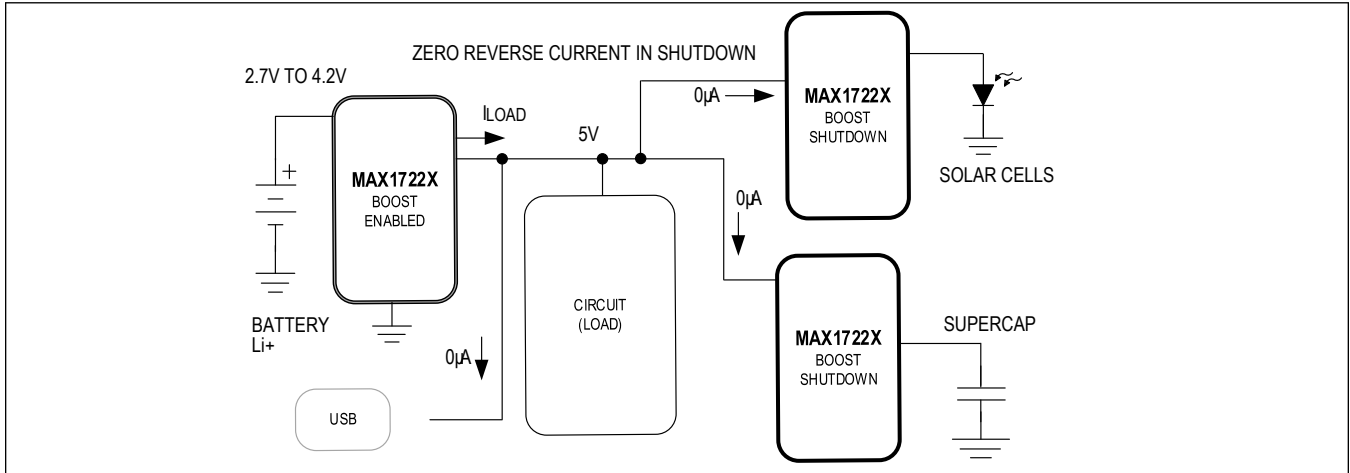 ZERO REVERSE CURRENT IN SHUTDOWN
2.7V TO 4.2V
ILOAD
5V
0µA
MAX1722X
BOOST
SHUTDOWN
SOLAR CELLS
MAX1722X
BOOST
ENABLED
+
0µA
BATTERY
Li+
0µA
CIRCUIT
(LOAD)
SUPERCAP
MAX1722X
BOOST
SHUTDOWN
USB